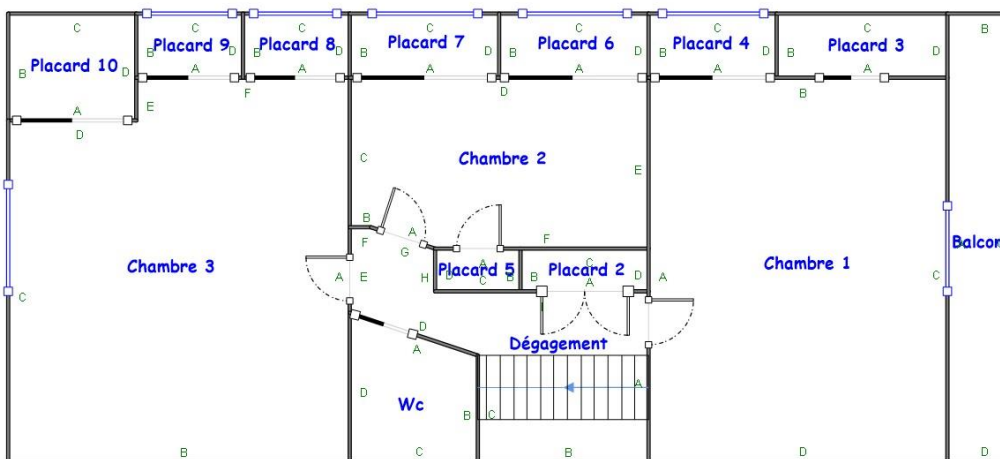 C
C
C
C
C
C
C
B
Placard 10
D
B
Placard 9
D
B
Placard 8
D
B
Placard 7
D
B
Placard 6
D
B
Placard 4
D
B
Placard 3
D
B
A
A
A
A
A
A
A
E
F
D
B
A
D
C
Chambre 2
E
B
F
A
G
F
Chambre 3
A
E
H
A
D
Placard 5
C
B
B
Placard 2
C
A
D
A
Chambre 1
C
Balcon
C
I
D
A
Dégagement
D
Wc
B
C
A
B
C
B
D
D